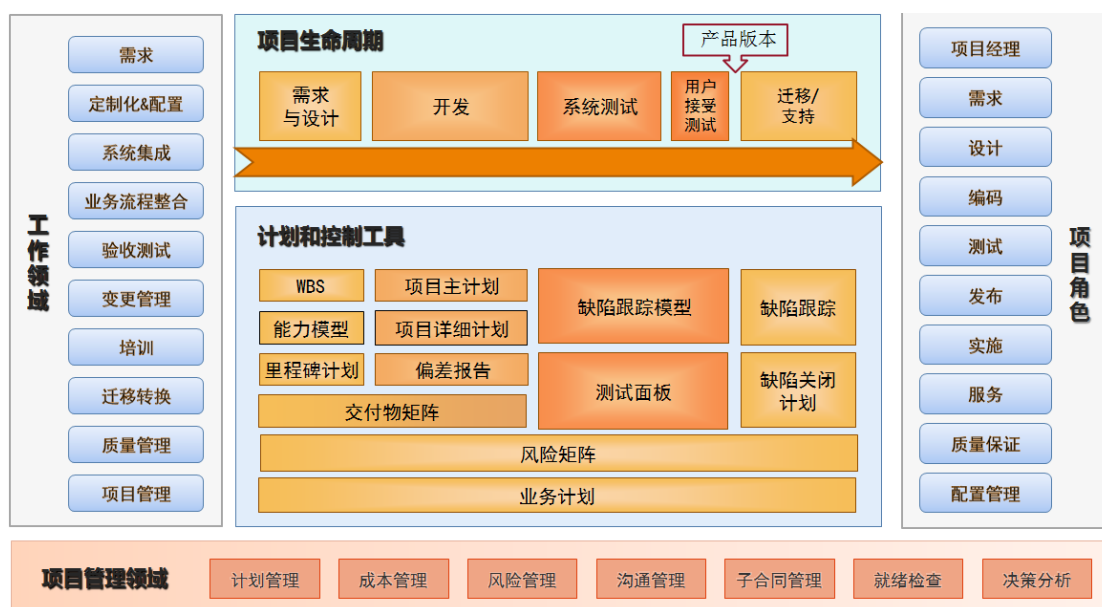 工作领域
需求
定制化&配置
系统集成
业务流程整合
验收测试
变更管理
培训
迁移转换
质量管理
项目管理
项目生命周期
产品版本
需求
与设计
开发
系统测试
用户
接受
测试
迁移/
支持
计划和控制工具
WBS
项目主计划
缺陷跟踪模型
缺陷跟踪
能力模型
项目详细计划
里程碑计划
偏差报告
测试面板
缺陷关闭
计划
交付物矩阵
风险矩阵
业务计划
项目经理
需求
设计
编码
测试
发布
实施
服务
质量保证
配置管理
项目角色
项目管理领域
计划管理
成本管理
风险管理
沟通管理
子合同管理
就绪检查
决策分析